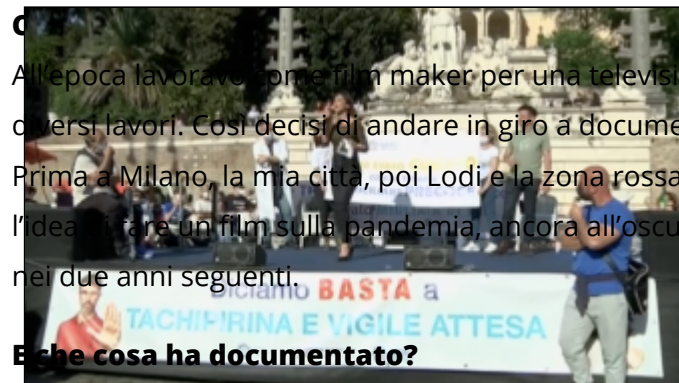 All'epoca lavoravo come film maker per una televisi
diversi lavori. Così decisi di andare in giro a docume
Prima a Milano, la mia città, poi Lodi e la zona rossa
l'idea di fare un film sulla pandemia, ancora all'oscu
nei due anni seguenti.
Diciamo BASTA a
TACHIPIRINA E VIGILE ATTESA
E che cosa ha documentato?